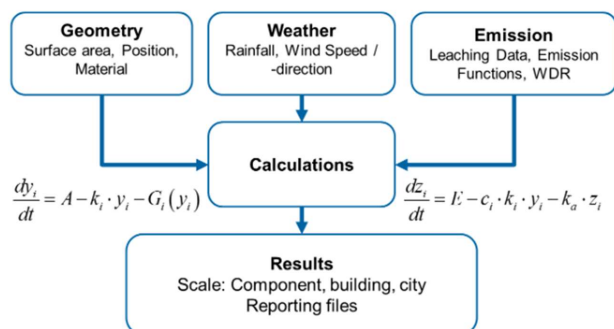 Geometry
Surface area, Position,
Material
Weather
Rainfall, Wind Speed /
-direction
Emission
Leaching Data, Emission
Functions, WDR
Calculations
dy_i/dt = A − k_i · y_i − G_i(y_i)
dz_i/dt = E − c_i · k_i · y_i − k_a · z_i
Results
Scale: Component, building, city
Reporting files